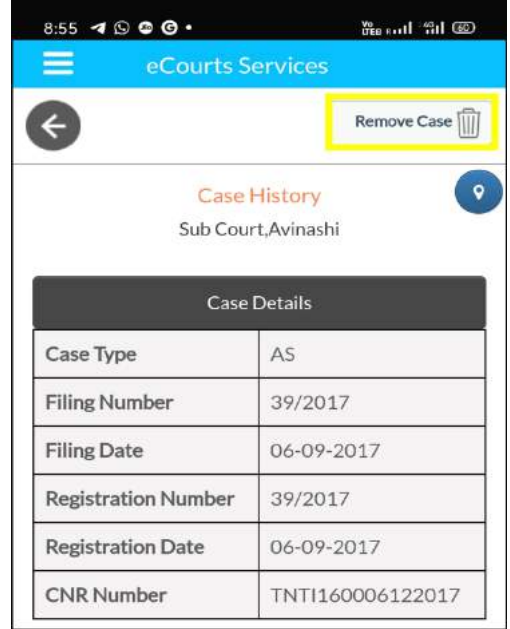 8:55
eCourts Services
Remove Case
Case History
Sub Court,Avinashi
Case Details
Case Type AS
Filing Number 39/2017
Filing Date 06-09-2017
Registration Number 39/2017
Registration Date 06-09-2017
CNR Number TNTI160006122017